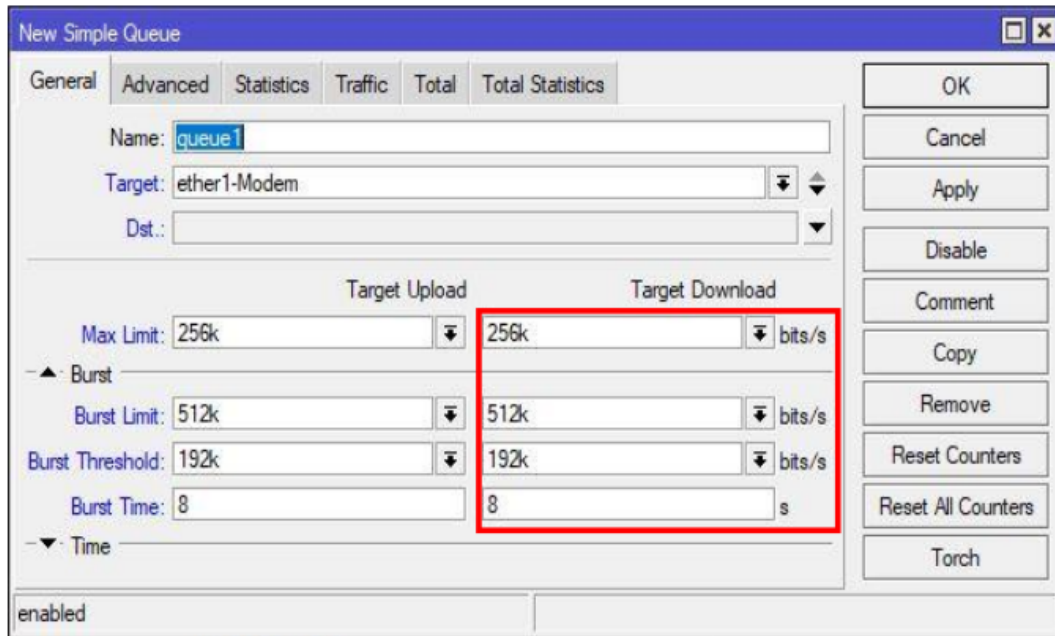 New Simple Queue
General Advanced Statistics Traffic Total Total Statistics
Name: queue1
Target: ether1-Modem
Dst.:
Target Upload Target Download
Max Limit: 256k 256k bits/s
Burst
Burst Limit: 512k 512k bits/s
Burst Threshold: 192k 192k bits/s
Burst Time: 8 8 s
Time
enabled
OK
Cancel
Apply
Disable
Comment
Copy
Remove
Reset Counters
Reset All Counters
Torch